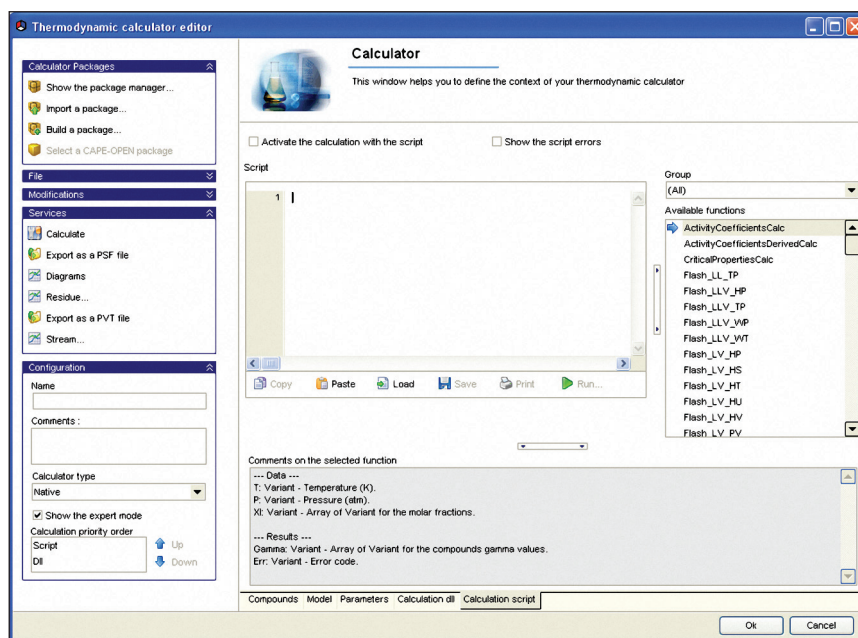 Thermodynamic calculator editor
Calculator Packages
Show the package manager...
Import a package...
Build a package...
Select a CAPE-OPEN package
File
Modifications
Services
Calculate
Export as a PSF file
Diagrams
Residue...
Export as a PVT file
Stream...
Configuration
Name
Comments :
Calculator type
Native
Show the expert mode
Calculation priority order
Script
Dll
Up
Down
Calculator
This window helps you to define the context of your thermodynamic calculator
Activate the calculation with the script
Show the script errors
Script
1
Copy
Paste
Load
Save
Print
Run...
Group
(All)
Available functions
ActivityCoefficientsCalc
ActivityCoefficientsDerivedCalc
CriticalPropertiesCalc
Flash_LL_TP
Flash_LLV_HP
Flash_LLV_TP
Flash_LLV_WP
Flash_LLV_WT
Flash_LV_HP
Flash_LV_HS
Flash_LV_HT
Flash_LV_HU
Flash_LV_HV
Flash_LV_PV
Comments on the selected function
--- Data ---
T: Variant - Temperature (K).
P: Variant - Pressure (atm).
XI: Variant - Array of Variant for the molar fractions.
--- Results ---
Gamma: Variant - Array of Variant for the compounds gamma values.
Err: Variant - Error code.
Compounds Model Parameters Calculation dll Calculation script
Ok Cancel